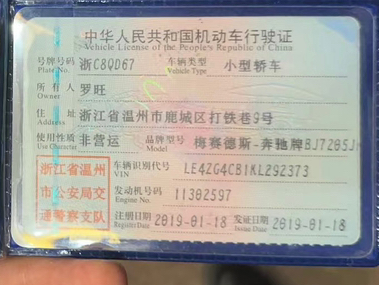 中华人民共和国机动车行驶证
Vehicle License of the People's Republic of China
号牌号码 浙C8QD67 车辆类型 小型轿车
Plate No. Vehicle Type
所有人 罗旺
Owner
住址 浙江省温州市鹿城区打铁巷9号
Address
使用性质 非营运 品牌型号 梅赛德斯-奔驰牌BJ7205J
Use Character Model
浙江省温州市公安局交通警察支队
车辆识别代号 LE4ZG4CB1KL292373
VIN
发动机号码 11302597
Engine No.
注册日期 2019-01-18 发证日期 2019-01-18
Register Date Issue Date